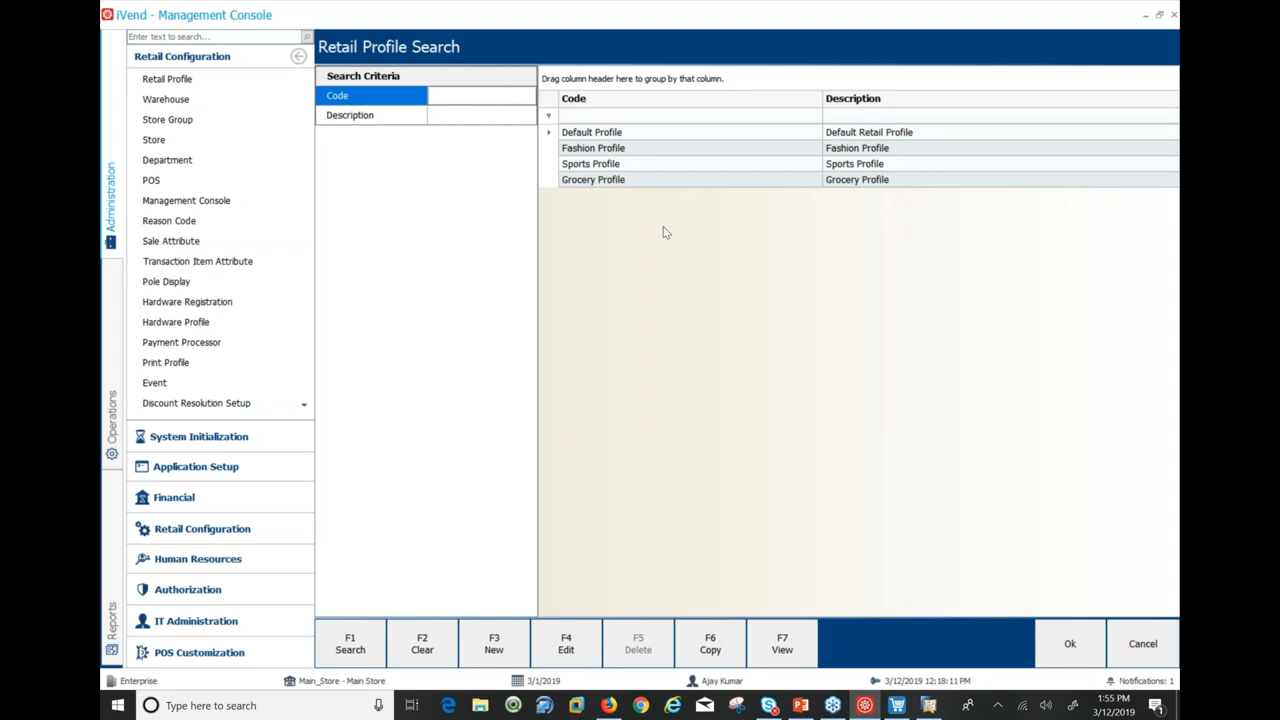 iVend - Management Console
Enter text to search...
Retail Configuration
Retail Profile
Warehouse
Store Group
Store
Department
POS
Management Console
Reason Code
Sale Attribute
Transaction Item Attribute
Pole Display
Hardware Registration
Hardware Profile
Payment Processor
Print Profile
Event
Discount Resolution Setup
System Initialization
Application Setup
Financial
Retail Configuration
Human Resources
Authorization
IT Administration
POS Customization
Administration
Operations
Reports
Retail Profile Search
Search Criteria
Code
Description
Drag column header here to group by that column.
Code Description
Default Profile Default Retail Profile
Fashion Profile Fashion Profile
Sports Profile Sports Profile
Grocery Profile Grocery Profile
F1 Search
F2 Clear
F3 New
F4 Edit
F5 Delete
F6 Copy
F7 View
Ok
Cancel
Enterprise Main_Store - Main Store 3/1/2019 Ajay Kumar 3/12/2019 12:18:11 PM Notifications: 1
Type here to search
1:55 PM
3/12/2019